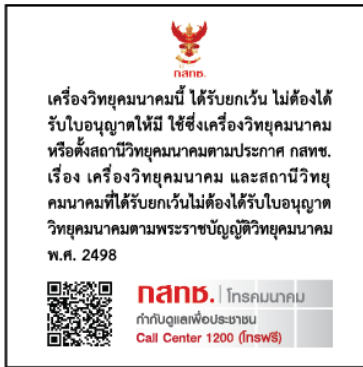 กสทช.
เครื่องวิทยุคมนาคมนี้ ได้รับยกเว้น ไม่ต้องได้
รับใบอนุญาตให้มี ใช้ซึ่งเครื่องวิทยุคมนาคม
หรือตั้งสถานีวิทยุคมนาคมตามประกาศ กสทช.
เรื่อง เครื่องวิทยุคมนาคม และสถานีวิทยุ
คมนาคมที่ได้รับยกเว้นไม่ต้องได้รับใบอนุญาต
วิทยุคมนาคมตามพระราชบัญญัติวิทยุคมนาคม
พ.ศ. 2498
กสทช. | โทรคมนาคม
กำกับดูแลเพื่อประชาชน
Call Center 1200 (โทรฟรี)